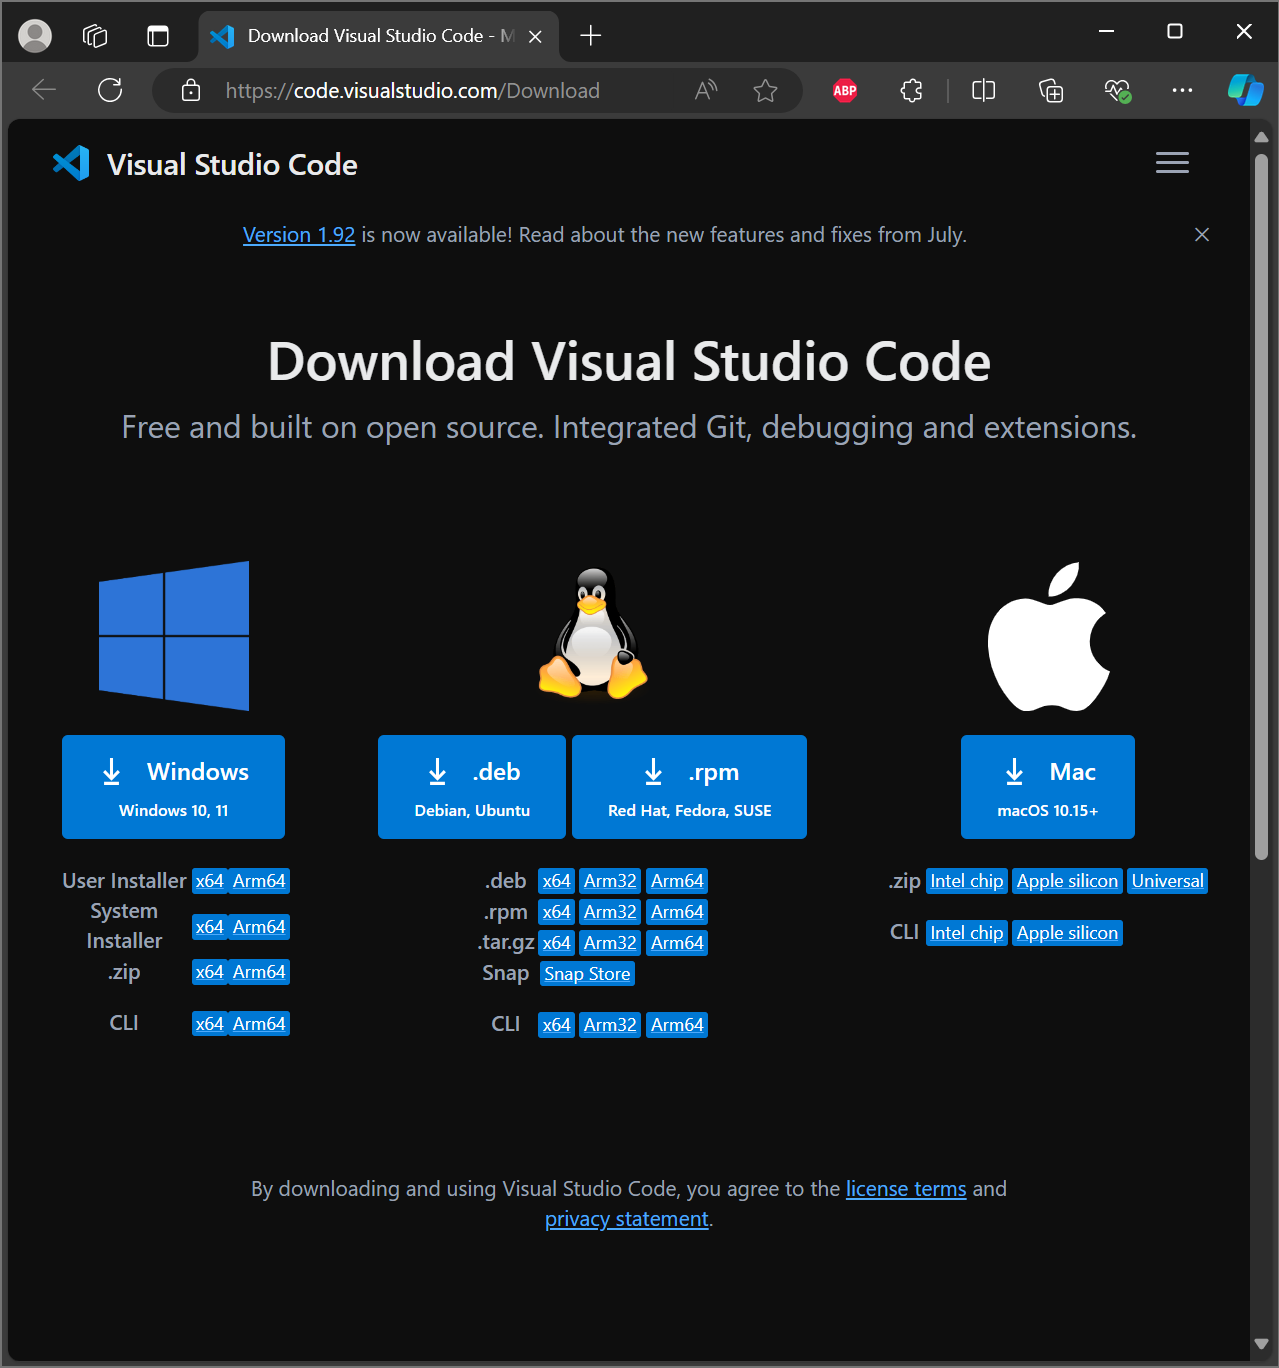 Download Visual Studio Code - M
https://code.visualstudio.com/Download
ABP
Visual Studio Code
Version 1.92 is now available! Read about the new features and fixes from July.
Download Visual Studio Code
Free and built on open source. Integrated Git, debugging and extensions.
Windows
Windows 10, 11
.deb
Debian, Ubuntu
.rpm
Red Hat, Fedora, SUSE
Mac
macOS 10.15+
User Installer x64 Arm64
System
Installer x64 Arm64
.zip x64 Arm64
CLI x64 Arm64
.deb x64 Arm32 Arm64
.rpm x64 Arm32 Arm64
.tar.gz x64 Arm32 Arm64
Snap Snap Store
CLI x64 Arm32 Arm64
.zip Intel chip Apple silicon Universal
CLI Intel chip Apple silicon
By downloading and using Visual Studio Code, you agree to the license terms and
privacy statement.